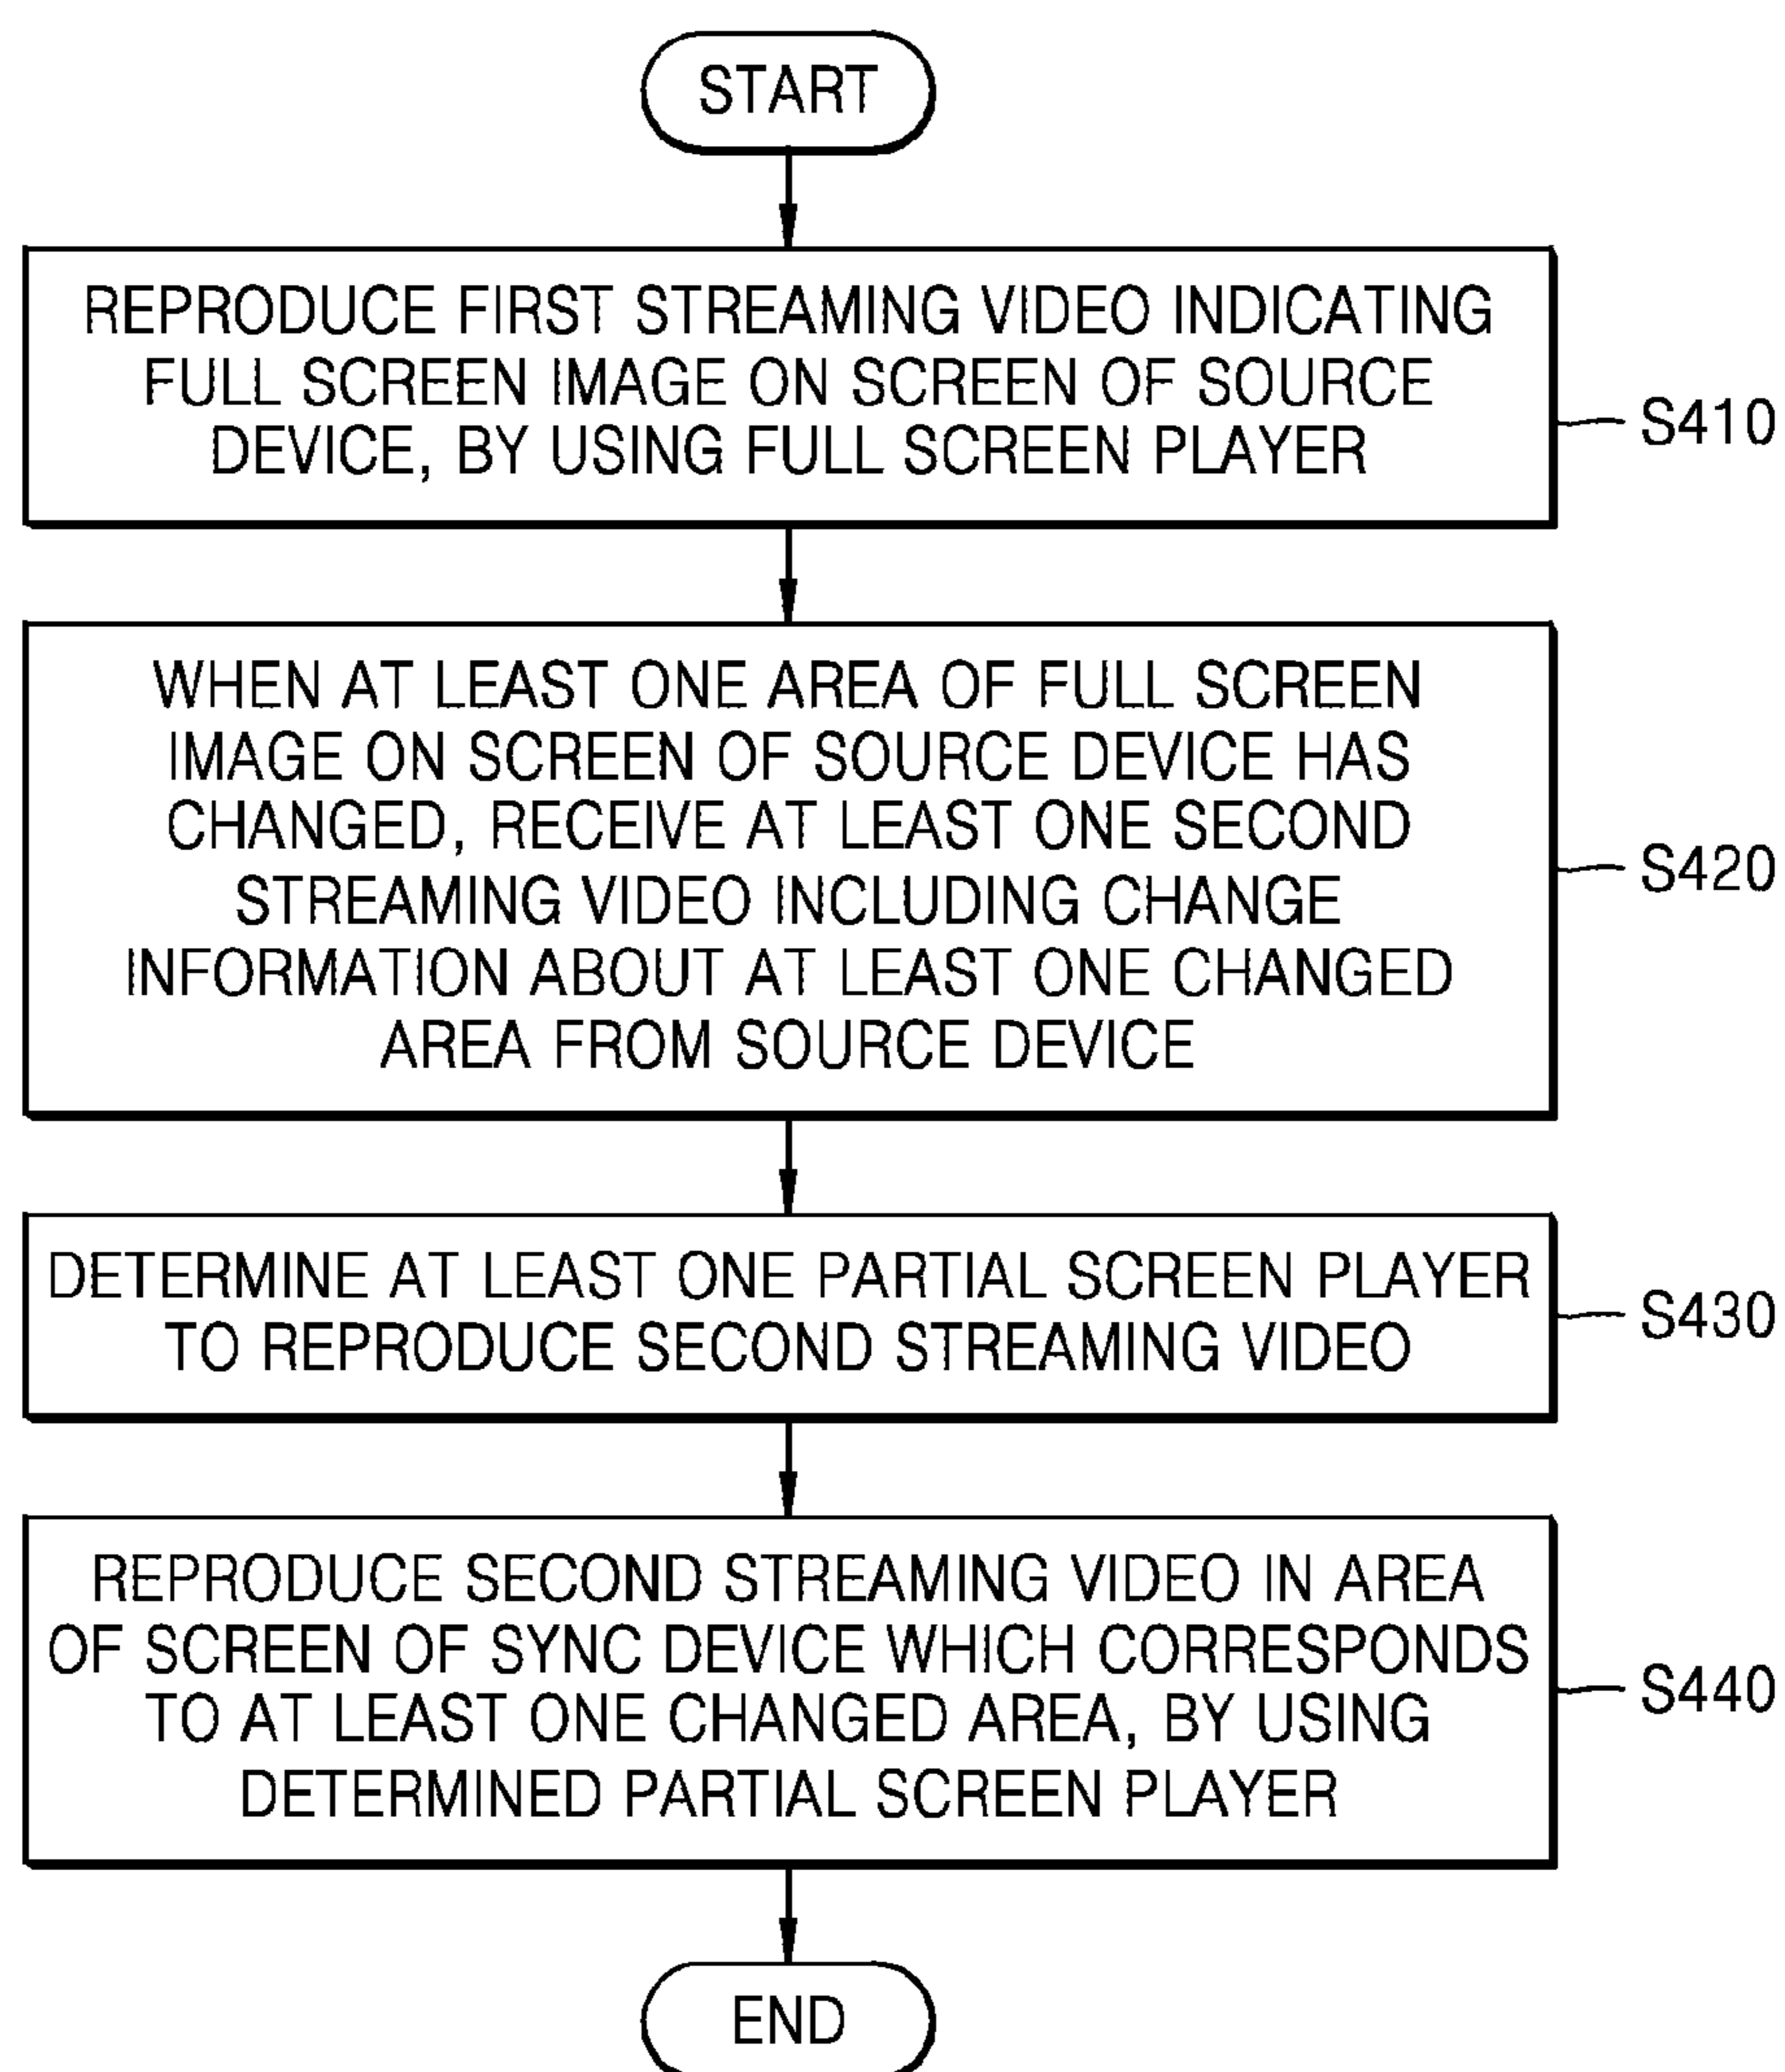 START
REPRODUCE FIRST STREAMING VIDEO INDICATING
FULL SCREEN IMAGE ON SCREEN OF SOURCE
DEVICE, BY USING FULL SCREEN PLAYER
S410
WHEN AT LEAST ONE AREA OF FULL SCREEN
IMAGE ON SCREEN OF SOURCE DEVICE HAS
CHANGED, RECEIVE AT LEAST ONE SECOND
STREAMING VIDEO INCLUDING CHANGE
INFORMATION ABOUT AT LEAST ONE CHANGED
AREA FROM SOURCE DEVICE
S420
DETERMINE AT LEAST ONE PARTIAL SCREEN PLAYER
TO REPRODUCE SECOND STREAMING VIDEO
S430
REPRODUCE SECOND STREAMING VIDEO IN AREA
OF SCREEN OF SYNC DEVICE WHICH CORRESPONDS
TO AT LEAST ONE CHANGED AREA, BY USING
DETERMINED PARTIAL SCREEN PLAYER
S440
END